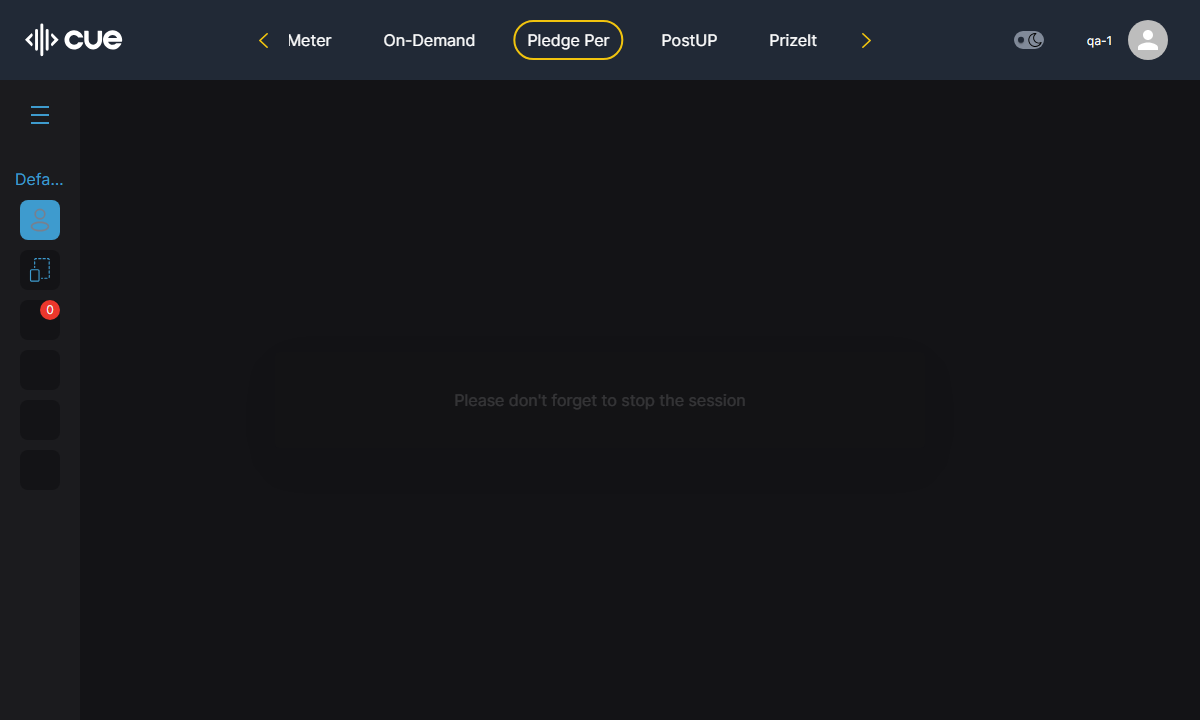 cue
Meter
On-Demand
Pledge Per
PostUP
PrizeIt
qa-1
Defa...
0
Please don't forget to stop the session